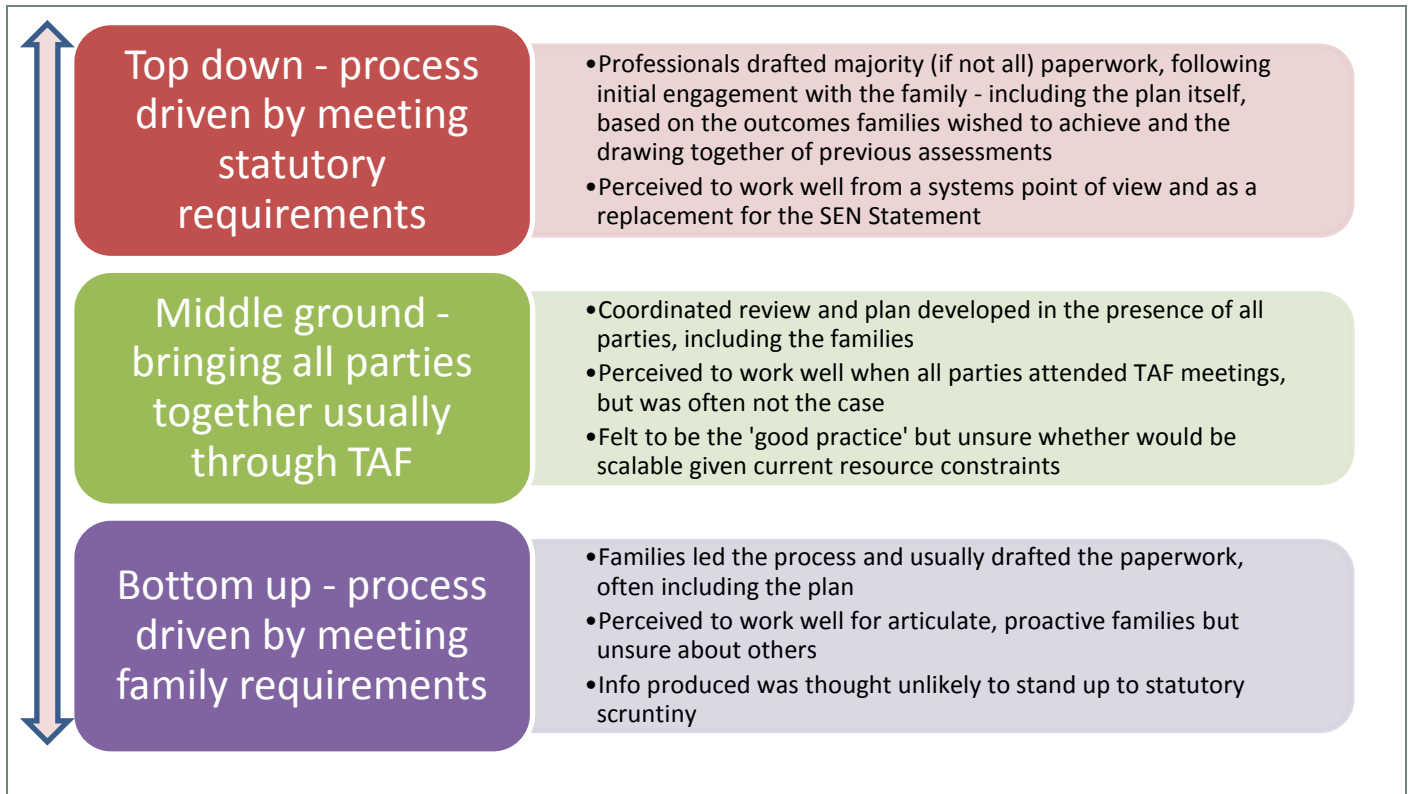 Top down - process
driven by meeting
statutory
requirements
•Professionals drafted majority (if not all) paperwork, following
initial engagement with the family - including the plan itself,
based on the outcomes families wished to achieve and the
drawing together of previous assessments
•Perceived to work well from a systems point of view and as a
replacement for the SEN Statement
Middle ground -
bringing all parties
together usually
through TAF
•Coordinated review and plan developed in the presence of all
parties, including the families
•Perceived to work well when all parties attended TAF meetings,
but was often not the case
•Felt to be the 'good practice' but unsure whether would be
scalable given current resource constraints
Bottom up - process
driven by meeting
family requirements
•Families led the process and usually drafted the paperwork,
often including the plan
•Perceived to work well for articulate, proactive families but
unsure about others
•Info produced was thought unlikely to stand up to statutory
scruntiny